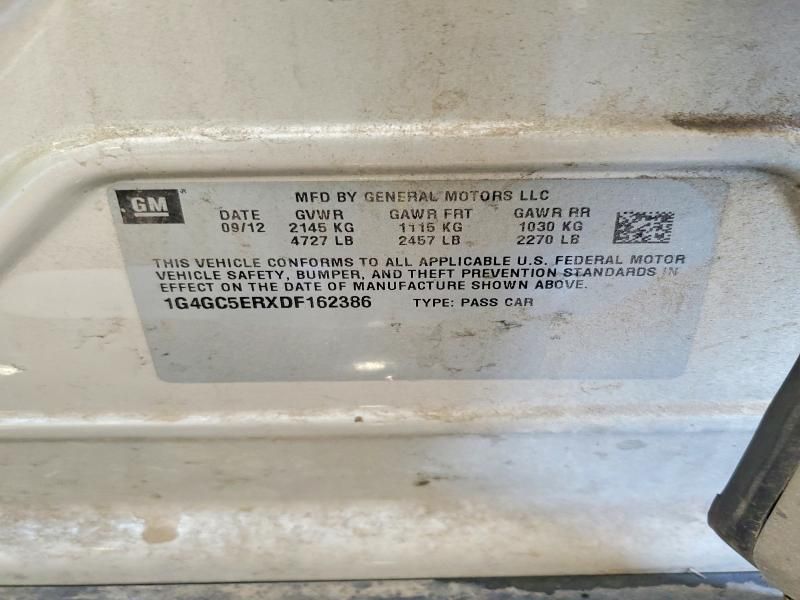 GM ®
MFD BY GENERAL MOTORS LLC
DATE GVWR GAWR FRT GAWR RR
09/12 2145 KG 1115 KG 1030 KG
4727 LB 2457 LB 2270 LB
THIS VEHICLE CONFORMS TO ALL APPLICABLE U.S. FEDERAL MOTOR
VEHICLE SAFETY, BUMPER, AND THEFT PREVENTION STANDARDS IN
EFFECT ON THE DATE OF MANUFACTURE SHOWN ABOVE.
1G4GC5ERXDF162386 TYPE: PASS CAR